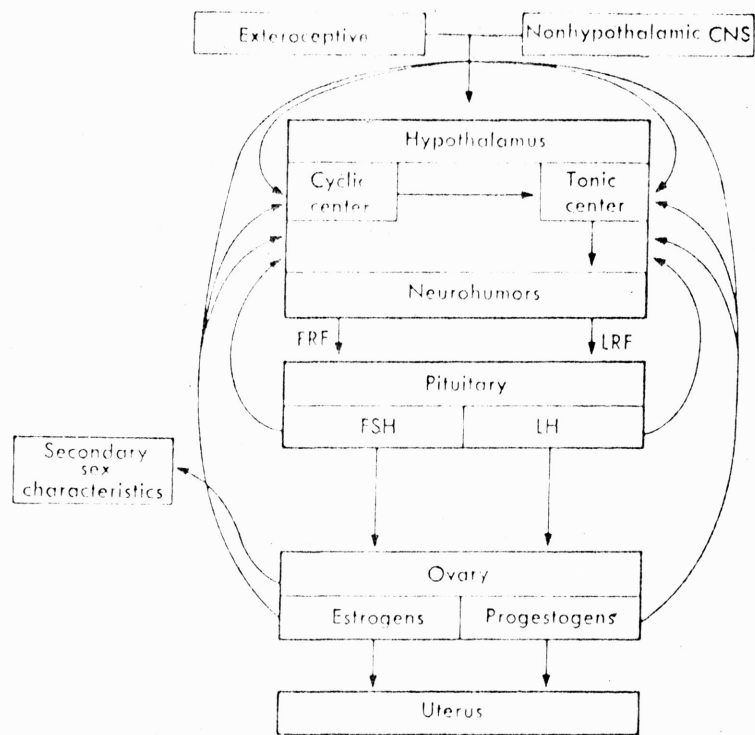 Exteroceptive
Nonhypothalamic CNS
Hypothalamus
Cyclic
center
Tonic
center
Neurohumors
FRF
LRF
Pituitary
FSH
LH
Secondary
sex
characteristics
Ovary
Estrogens
Progestogens
Uterus